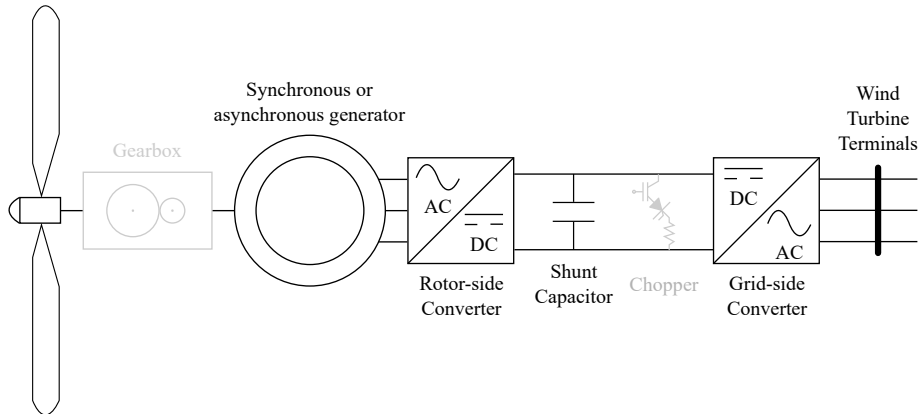 Synchronous or
asynchronous generator
Gearbox
AC
DC
Rotor-side
Converter
Shunt
Capacitor
Chopper
DC
AC
Grid-side
Converter
Wind
Turbine
Terminals